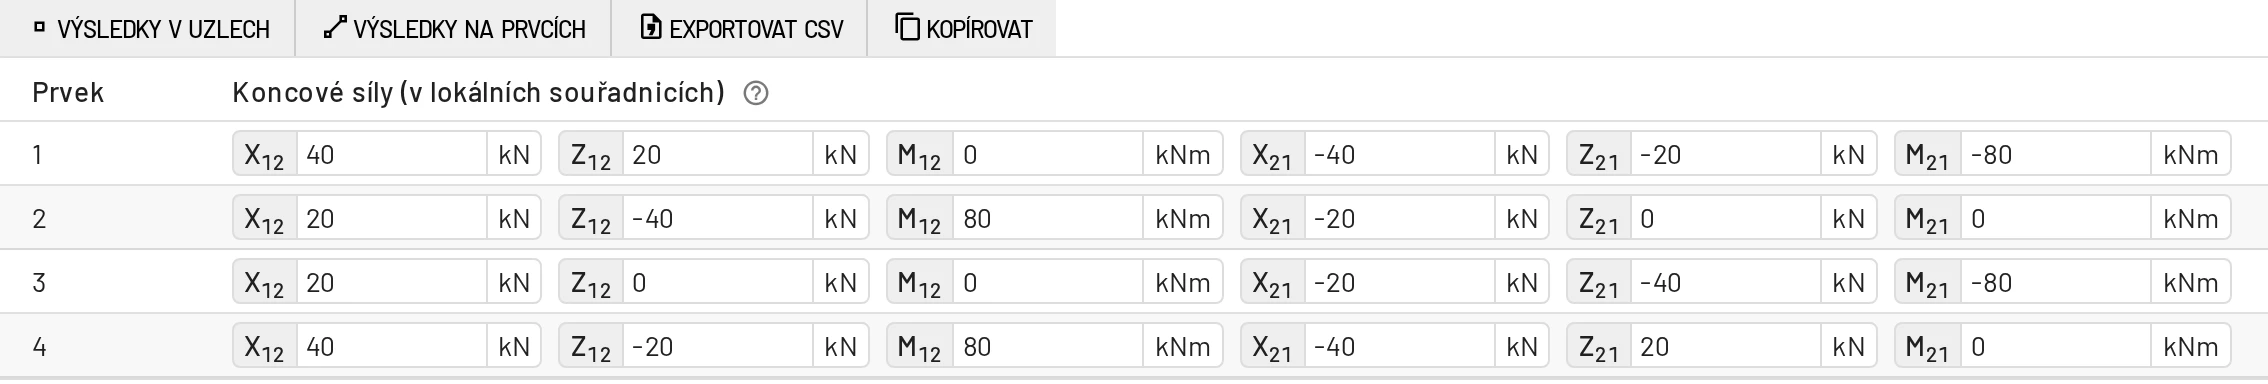 VÝSLEDKY V UZLECH VÝSLEDKY NA PRVCÍCH EXPORTOVAT CSV KOPÍROVAT
Prvek Koncové síly (v lokálních souřadnicích) ?
1 X12 40 kN Z12 20 kN M12 0 kNm X21 -40 kN Z21 -20 kN M21 -80 kNm
2 X12 20 kN Z12 -40 kN M12 80 kNm X21 -20 kN Z21 0 kN M21 0 kNm
3 X12 20 kN Z12 0 kN M12 0 kNm X21 -20 kN Z21 -40 kN M21 -80 kNm
4 X12 40 kN Z12 -20 kN M12 80 kNm X21 -40 kN Z21 20 kN M21 0 kNm